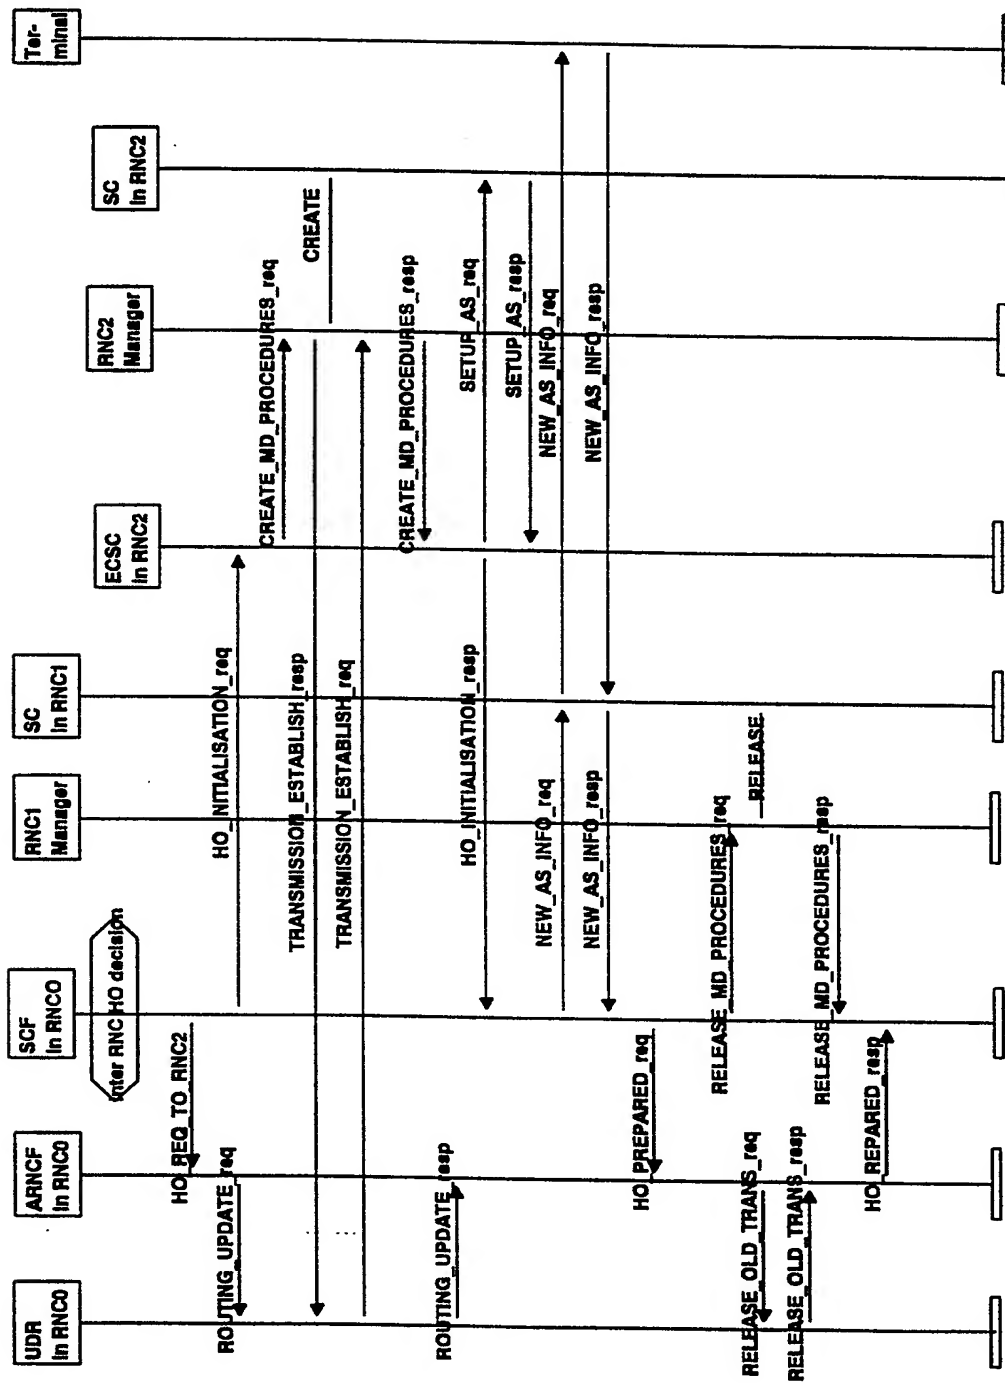 UDR
In RNC0
ARNCF
In RNC0
SCF
In RNCO
RNC1
Manager
SC
In RNC1
ECSC
In RNC2
RNC2
Manager
SC
In RNC2
Ter-
minal
Inter RNC HO decision
HO_REQ_TO_RNC2
ROUTING_UPDATE_req
HO_NITIALISATION_req
CREATE_MD_PROCEDURES_req
TRANSMISSION_ESTABLISH_resp
CREATE
TRANSMISSION_ESTABLISH_req
CREATE_MD_PROCEDURES_resp
ROUTING_UPDATE_resp
HO_INITIALISATION_resp
SETUP_AS_req
SETUP_AS_resp
NEW_AS_INFO_req
NEW_AS_INFO_req
NEW_AS_INFO_resp
NEW_AS_INFO_resp
HO_PREPARED_req
RELEASE_MD_PROCEDURES_req
RELEASE_OLD_TRANS_req
RELEASE
RELEASE_OLD_TRANS_resp
RELEASE_MD_PROCEDURES_resp
HO_REPARED_resp